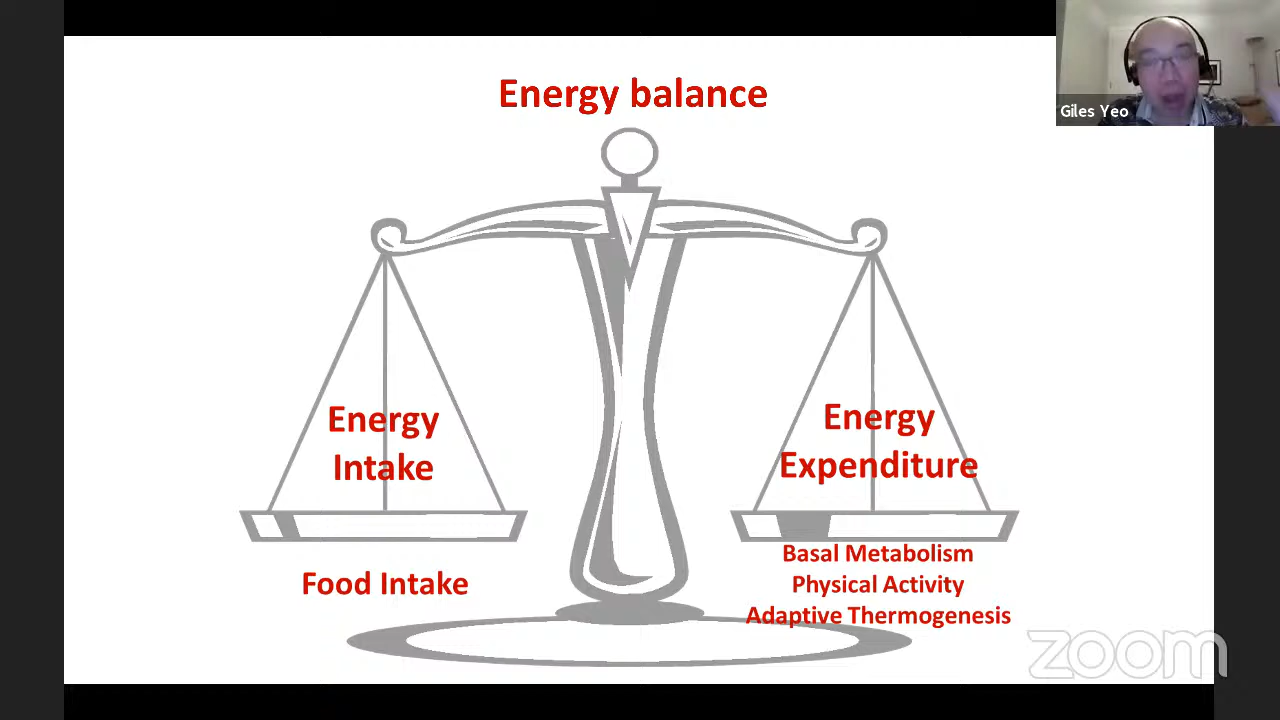 Energy balance
Giles Yeo
Energy
Intake
Energy
Expenditure
Food Intake
Basal Metabolism
Physical Activity
Adaptive Thermogenesis
zoom